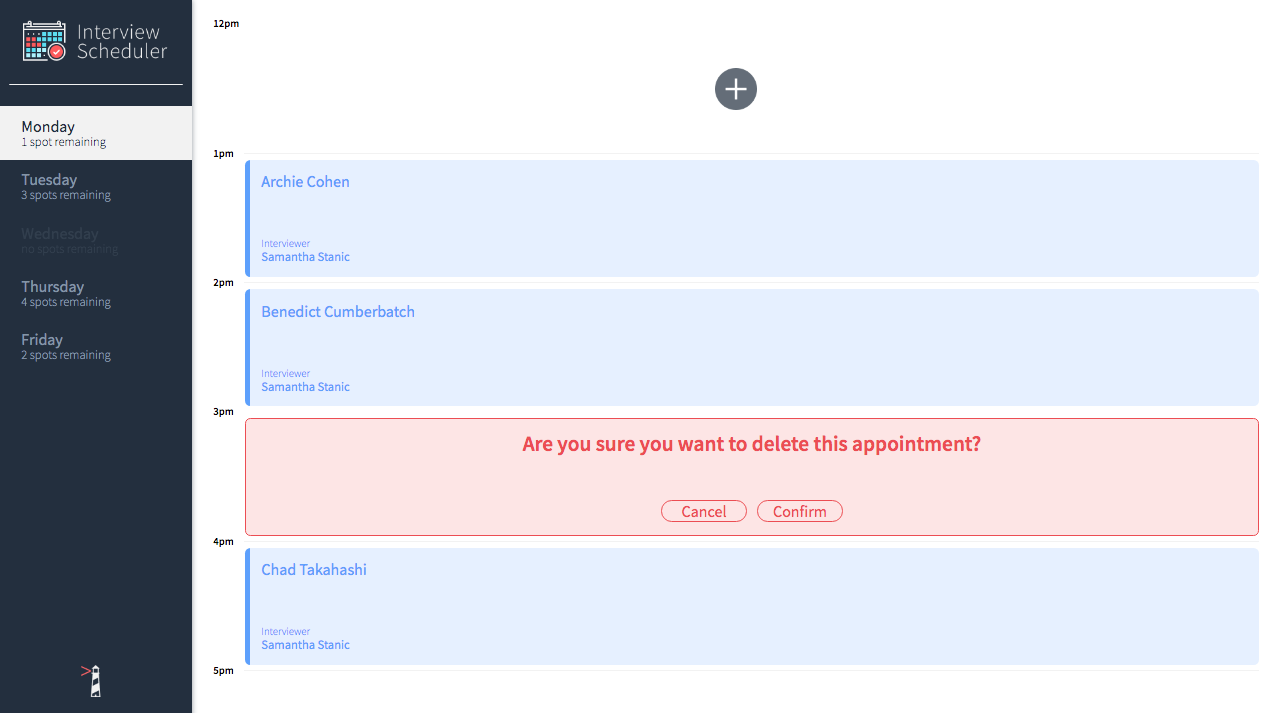 Interview
Scheduler
Monday
1 spot remaining
Tuesday
3 spots remaining
Wednesday
no spots remaining
Thursday
4 spots remaining
Friday
2 spots remaining
12pm
1pm
Archie Cohen
Interviewer
Samantha Stanic
2pm
Benedict Cumberbatch
Interviewer
Samantha Stanic
3pm
Are you sure you want to delete this appointment?
Cancel Confirm
4pm
Chad Takahashi
Interviewer
Samantha Stanic
5pm